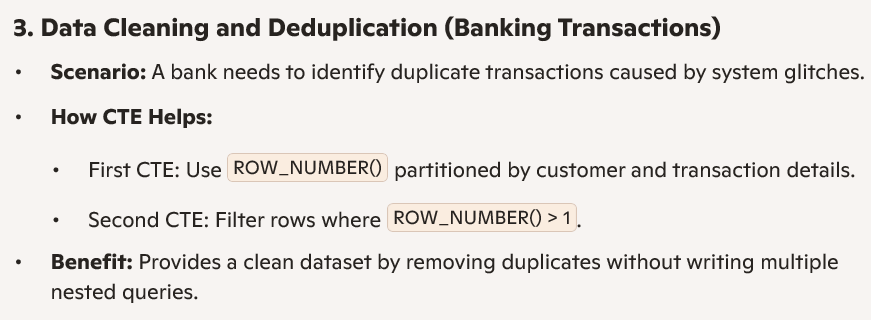 3. Data Cleaning and Deduplication (Banking Transactions)
• Scenario: A bank needs to identify duplicate transactions caused by system glitches.
• How CTE Helps:
• First CTE: Use ROW_NUMBER() partitioned by customer and transaction details.
• Second CTE: Filter rows where ROW_NUMBER() > 1.
• Benefit: Provides a clean dataset by removing duplicates without writing multiple
nested queries.